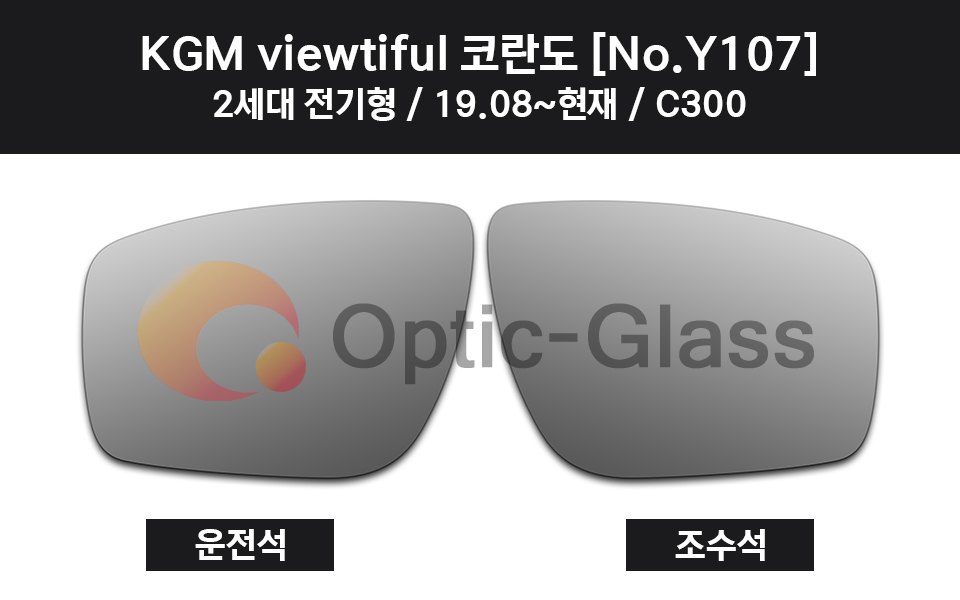 KGM viewtiful 코란도 [No.Y107]
2세대 전기형 / 19.08~현재 / C300
Optic-Glass
운전석
조수석